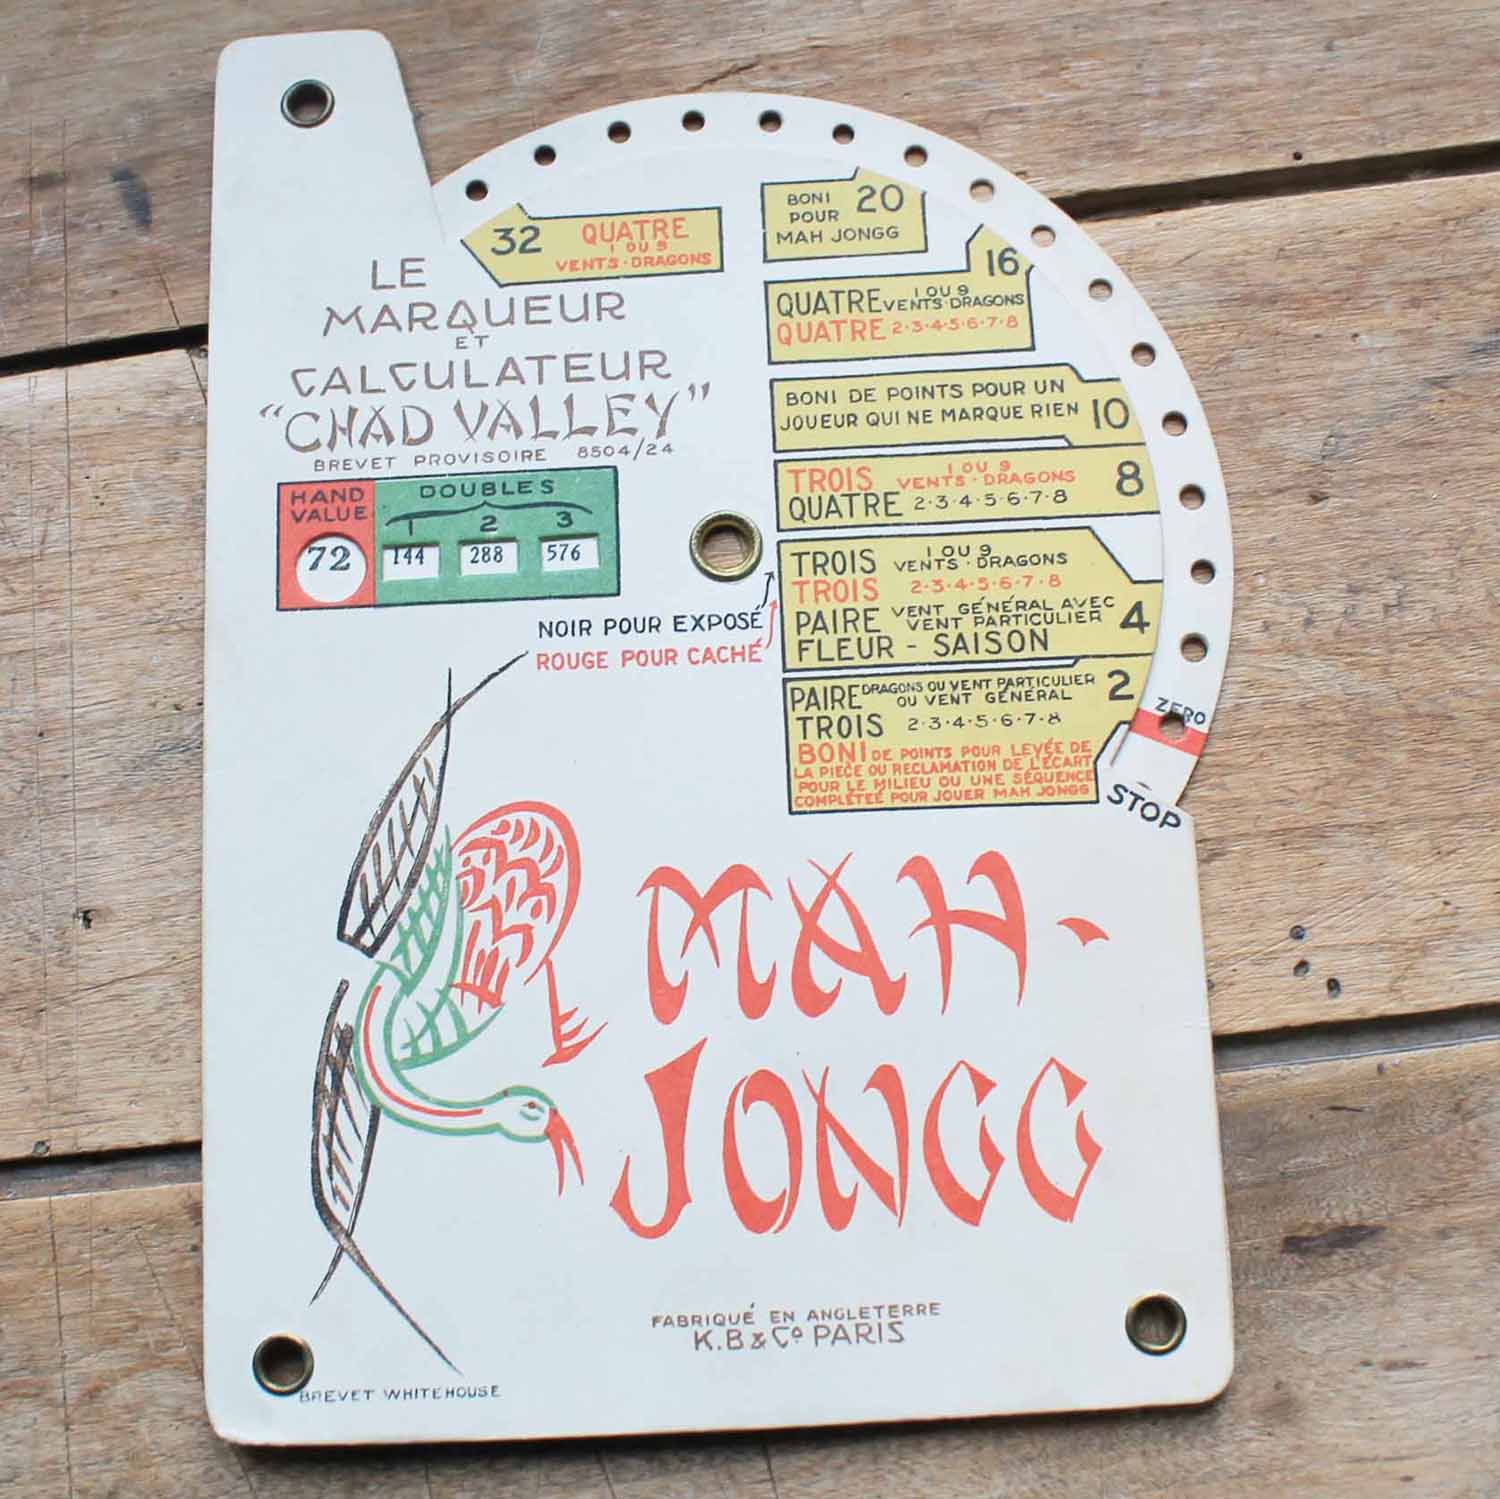 32 QUATRE
1 OU 9
VENTS · DRAGONS
BONI 20
POUR
MAH JONGG
16
QUATRE 1 OU 9
VENTS · DRAGONS
QUATRE 2·3·4·5·6·7·8
BONI DE POINTS POUR UN
JOUEUR QUI NE MARQUE RIEN 10
TROIS 1 OU 9
VENTS · DRAGONS
QUATRE 2·3·4·5·6·7·8
8
TROIS 1 OU 9
VENTS · DRAGONS
TROIS 2·3·4·5·6·7·8
PAIRE VENT GÉNÉRAL AVEC
VENT PARTICULIER
4
FLEUR - SAISON
PAIRE DRAGONS OU VENT PARTICULIER
OU VENT GÉNÉRAL
2
TROIS 2·3·4·5·6·7·8
BONI DE POINTS POUR LEVÉE DE
LA PIECE OU RECLAMATION DE L'ÉCART
POUR LE MILIEU OU UNE SÉQUENCE
COMPLÉTÉE POUR JOUER MAH JONGG
ZERO
STOP
LE
MARQUEUR
ET
CALCULATEUR
"CHAD VALLEY"
BREVET PROVISOIRE 8504/24
HAND
VALUE
72
DOUBLES
1 2 3
144 288 576
NOIR POUR EXPOSÉ
ROUGE POUR CACHÉ
MAH-
JONGG
FABRIQUÉ EN ANGLETERRE
K.B & Co PARIS
BREVET WHITEHOUSE